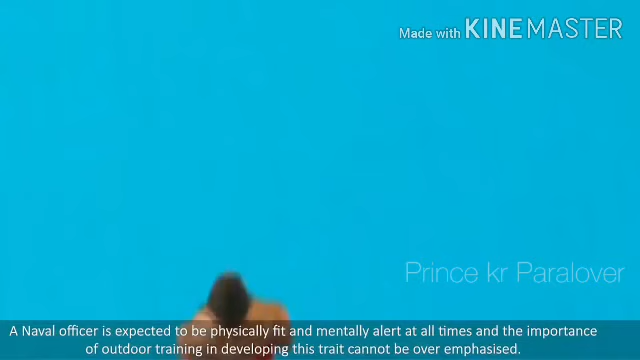 Made with KINEMASTER
Prince kr Paralover
A Naval officer is expected to be physically fit and mentally alert at all times and the importance
of outdoor training in developing this trait cannot be over emphasised.